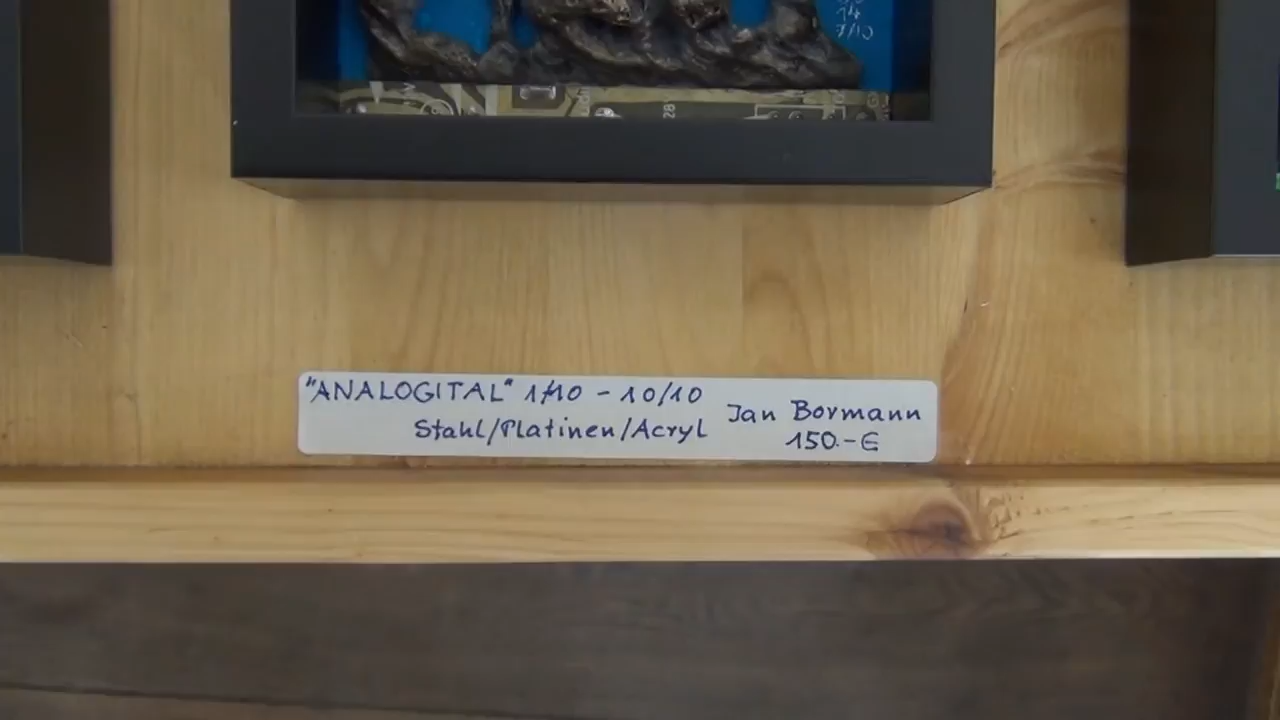 "ANALOGITAL" 1/10 - 10/10
Stahl/Platinen/Acryl
Jan Bormann
150.-€